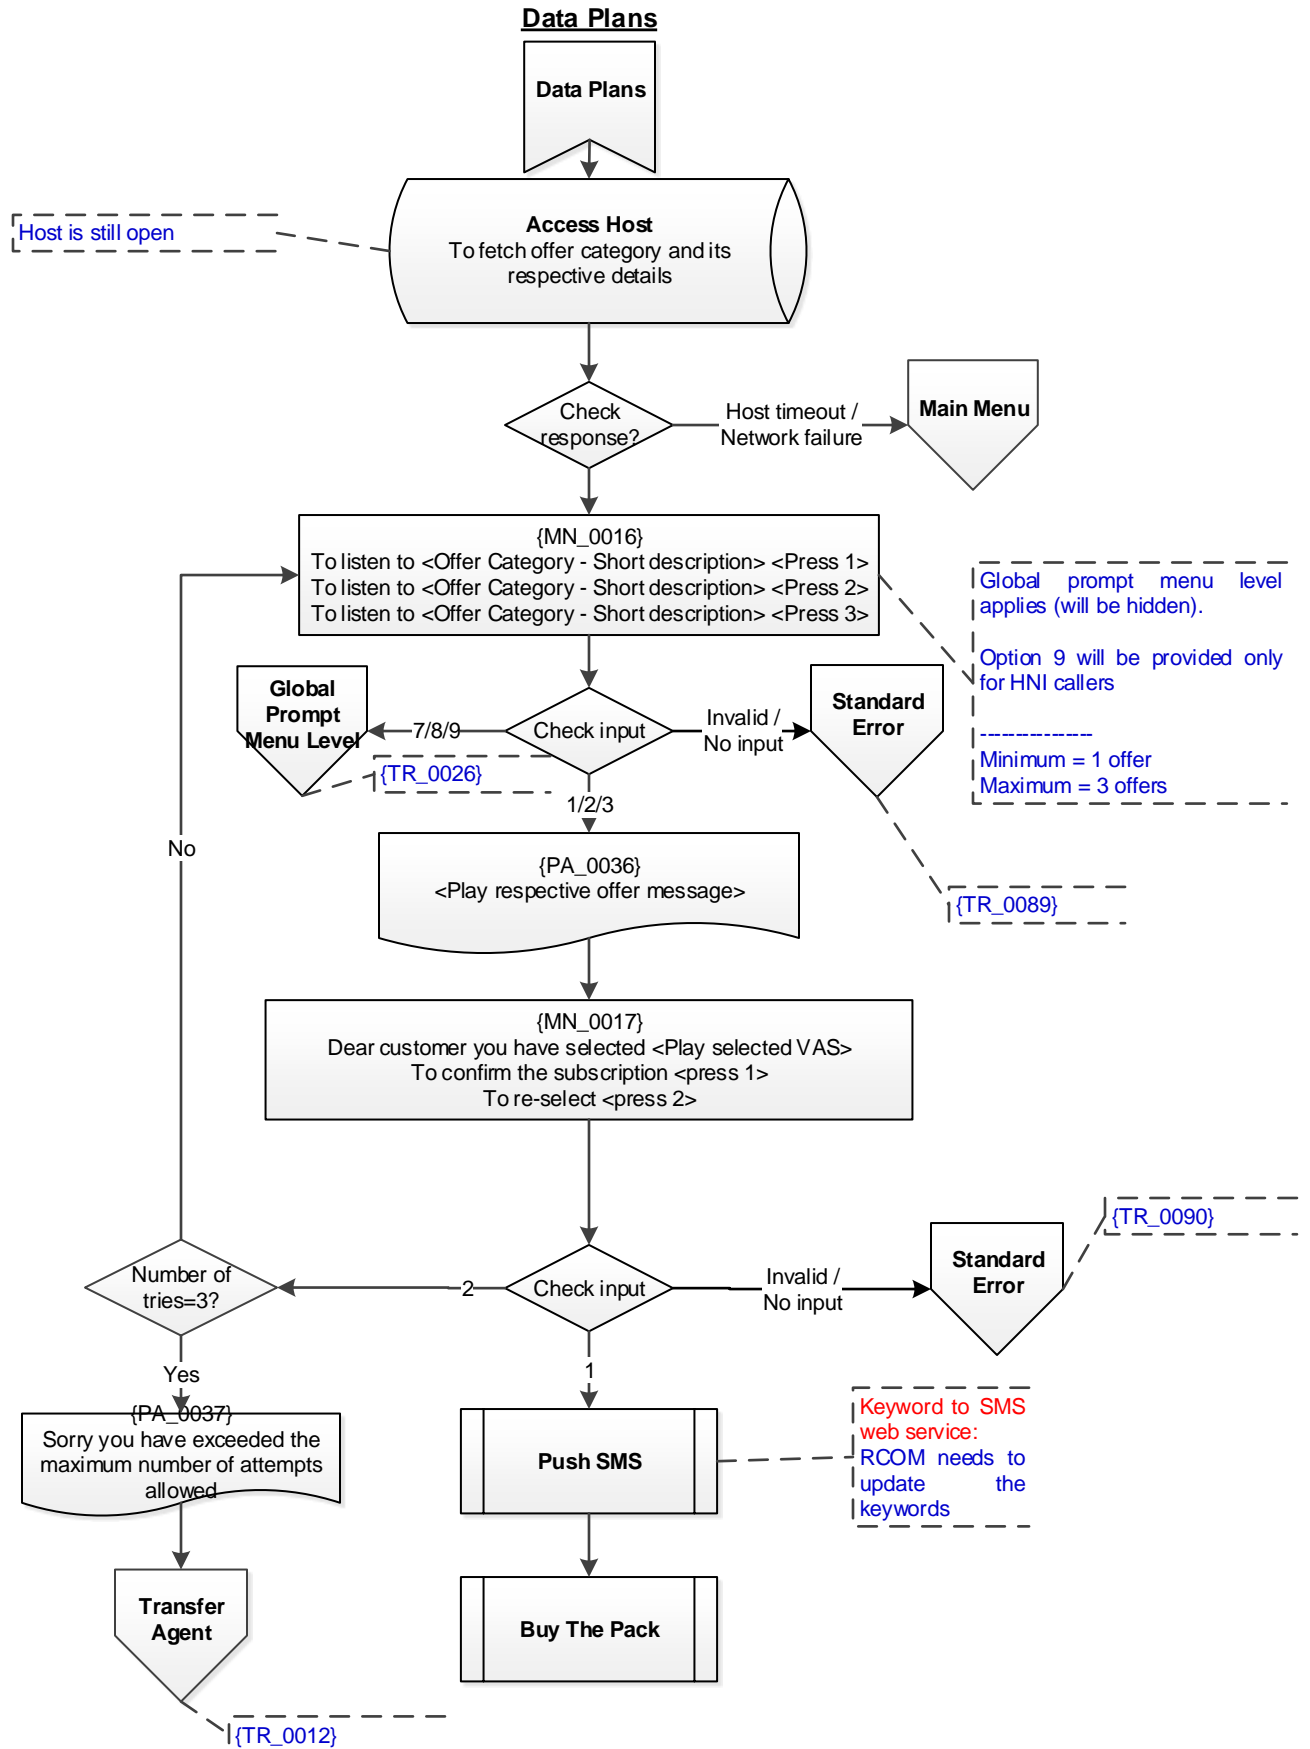 Data Plans
Data Plans
Host is still open
Access Host
To fetch offer category and its
respective details
Check
response?
Host timeout /
Network failure
Main Menu
{MN_0016}
To listen to <Offer Category - Short description> <Press 1>
To listen to <Offer Category - Short description> <Press 2>
To listen to <Offer Category - Short description> <Press 3>
Global prompt menu level
applies (will be hidden).
Option 9 will be provided only
for HNI callers
----------------
Minimum = 1 offer
Maximum = 3 offers
Global
Prompt
Menu Level
7/8/9
Check input
Invalid /
No input
Standard
Error
{TR_0026}
1/2/3
No
{PA_0036}
<Play respective offer message>
{TR_0089}
{MN_0017}
Dear customer you have selected <Play selected VAS>
To confirm the subscription <press 1>
To re-select <press 2>
{TR_0090}
Number of
tries=3?
2
Check input
Invalid /
No input
Standard
Error
Yes
1
{PA_0037}
Sorry you have exceeded the
maximum number of attempts
allowed
Push SMS
Keyword to SMS
web service:
RCOM needs to
update the
keywords
Transfer
Agent
Buy The Pack
{TR_0012}